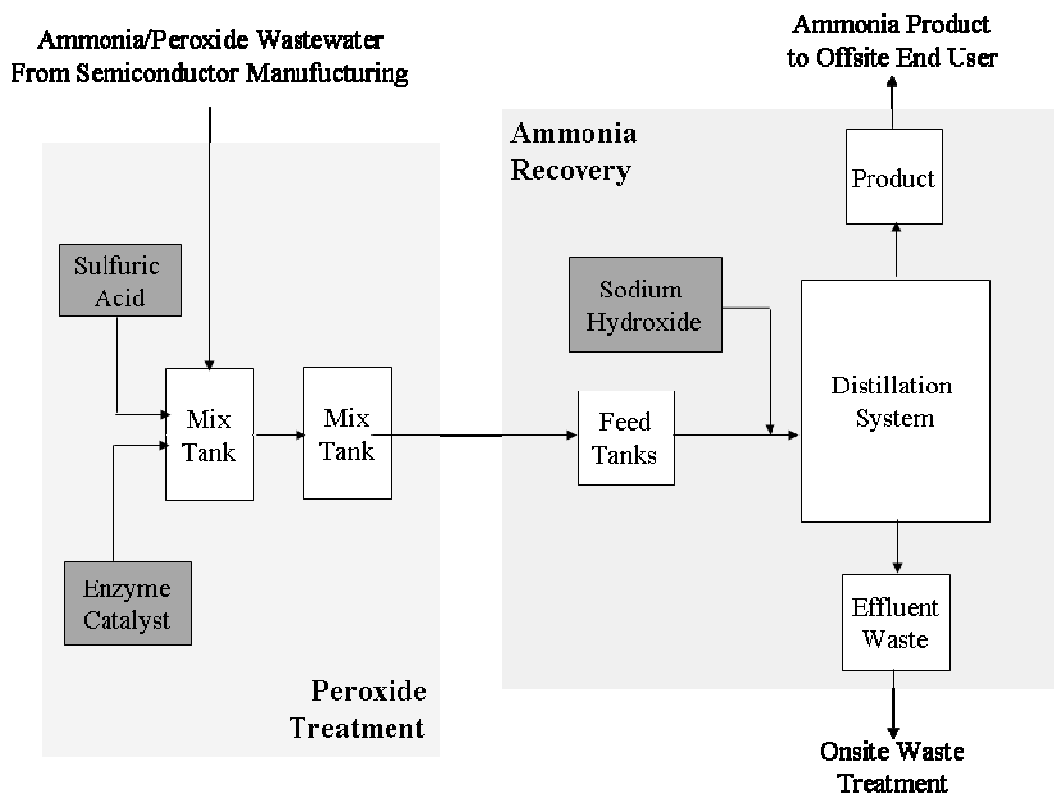 Ammonia/Peroxide Wastewater
From Semiconductor Manufucturing
Ammonia Product
to Offsite End User
Ammonia
Recovery
Product
Sulfuric
Acid
Sodium
Hydroxide
Distillation
System
Mix
Tank
Mix
Tank
Feed
Tanks
Enzyme
Catalyst
Effluent
Waste
Peroxide
Treatment
Onsite Waste
Treatment